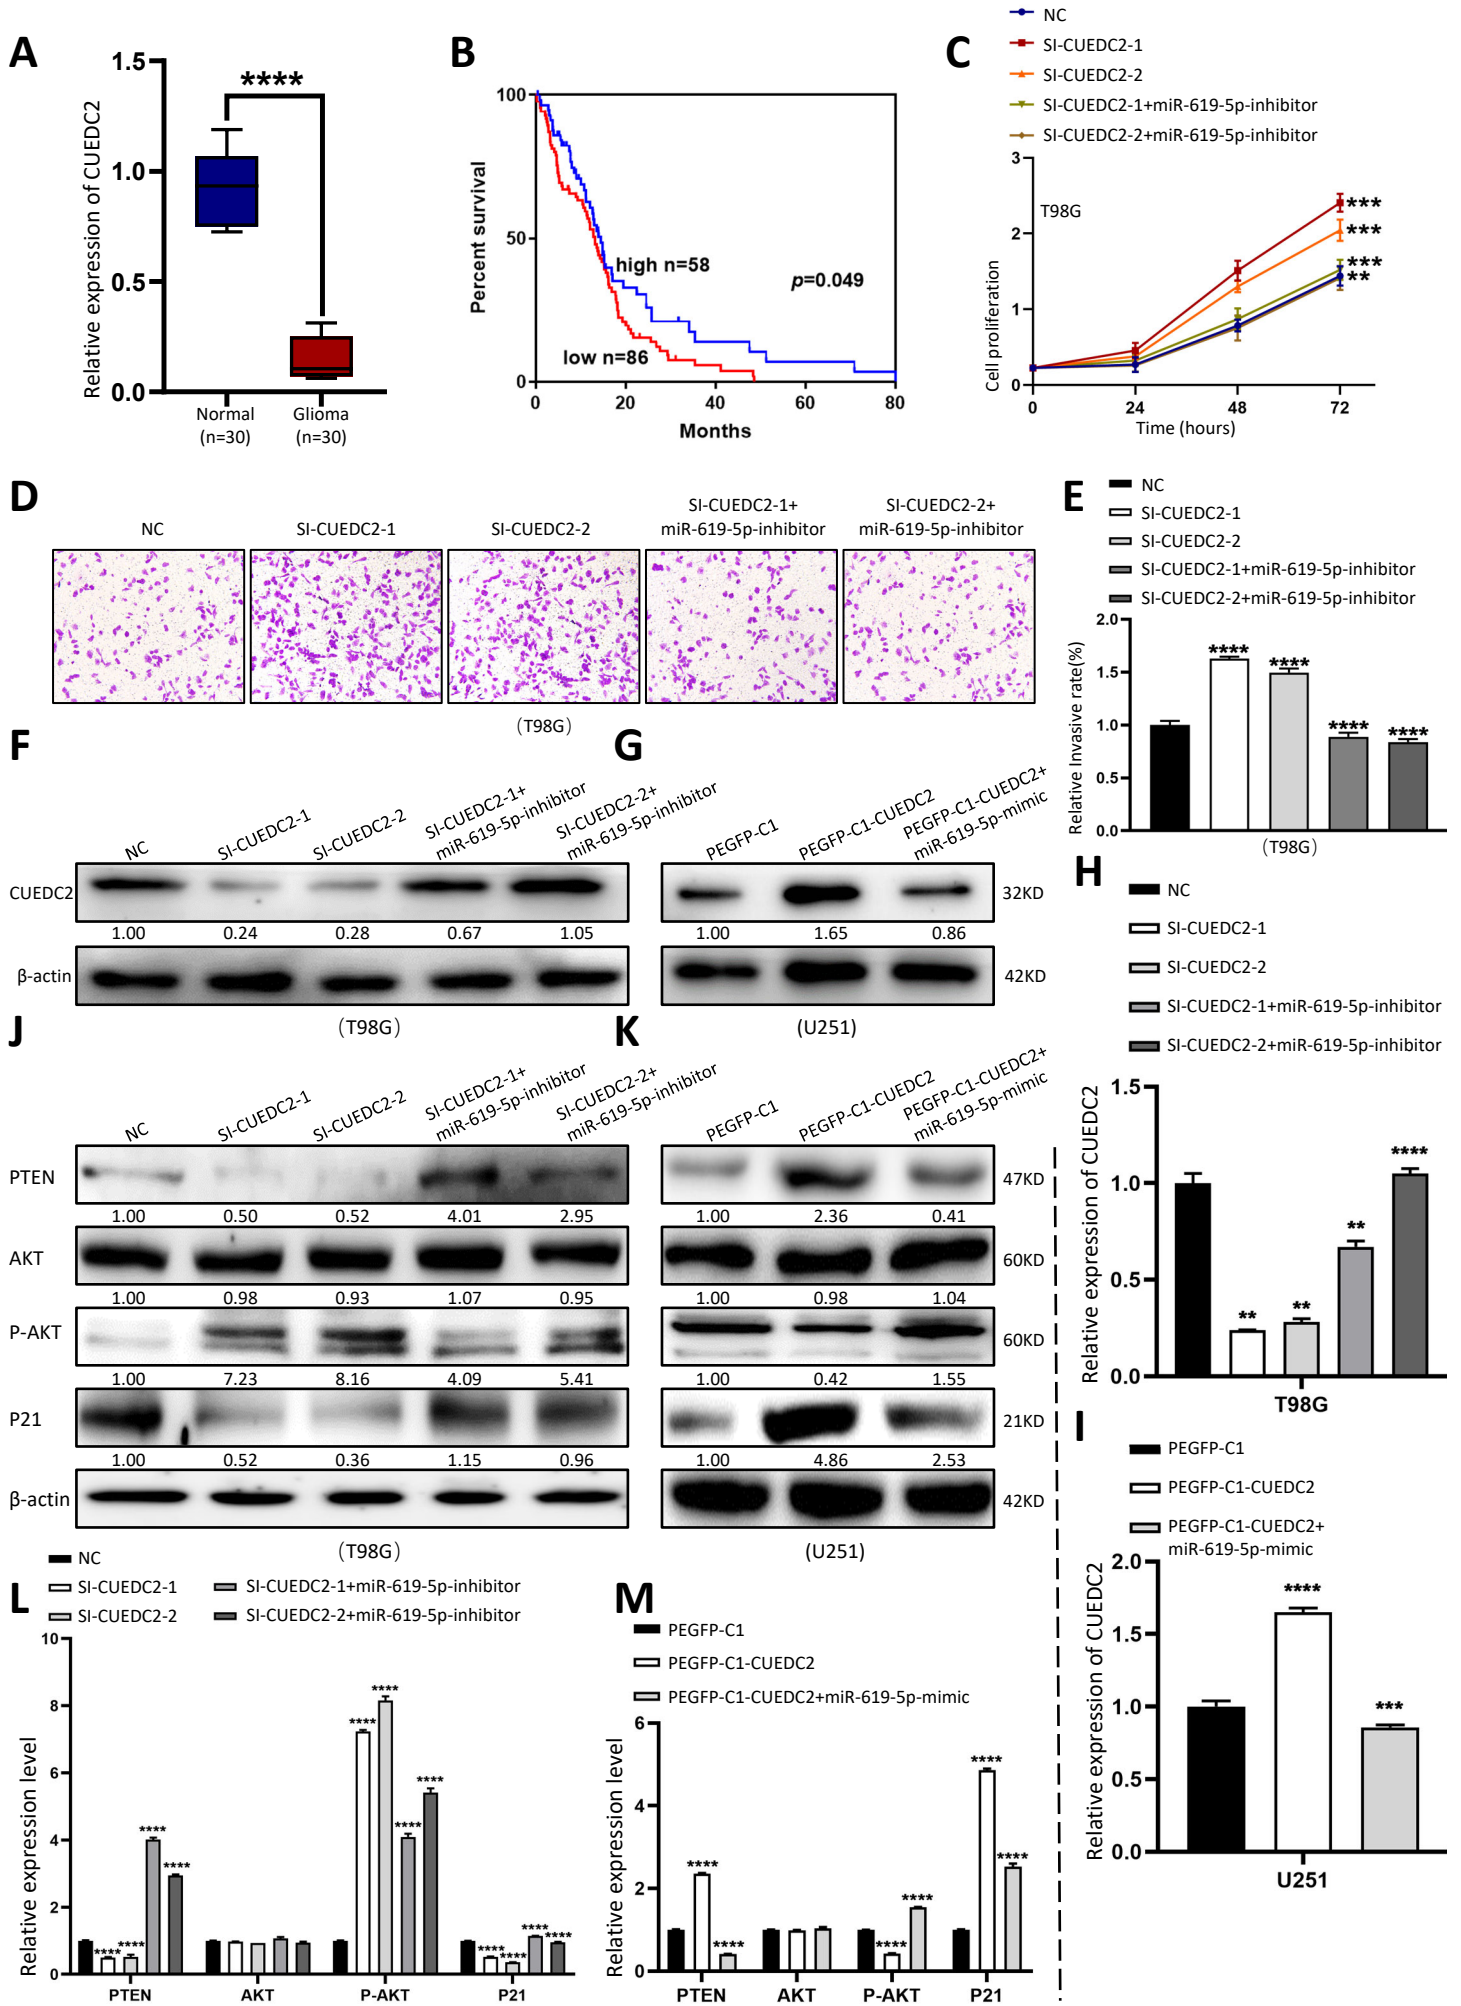 A
1.5
1.0
0.5
0.0
Relative expression of CUEDC2
****
Normal
(n=30)
Glioma
(n=30)
B
100
50
0
Percent survival
high n=58
low n=86
p=0.049
0 20 40 60 80
Months
C
NC
SI-CUEDC2-1
SI-CUEDC2-2
SI-CUEDC2-1+miR-619-5p-inhibitor
SI-CUEDC2-2+miR-619-5p-inhibitor
3
2
1
0
Cell proliferation
T98G
***
***
***
**
0 24 48 72
Time (hours)
D
NC
SI-CUEDC2-1
SI-CUEDC2-2
SI-CUEDC2-1+
miR-619-5p-inhibitor
SI-CUEDC2-2+
miR-619-5p-inhibitor
(T98G)
E
NC
SI-CUEDC2-1
SI-CUEDC2-2
SI-CUEDC2-1+miR-619-5p-inhibitor
SI-CUEDC2-2+miR-619-5p-inhibitor
2.0
1.5
1.0
0.5
0.0
Relative Invasive rate(%)
**** **** **** ****
(T98G)
F
NC
SI-CUEDC2-1
SI-CUEDC2-2
SI-CUEDC2-1+
miR-619-5p-inhibitor
SI-CUEDC2-2+
miR-619-5p-inhibitor
CUEDC2
1.00 0.24 0.28 0.67 1.05
β-actin
(T98G)
G
PEGFP-C1
PEGFP-C1-CUEDC2
PEGFP-C1-CUEDC2+
miR-619-5p-mimic
32KD
1.00 1.65 0.86
42KD
(U251)
H
NC
SI-CUEDC2-1
SI-CUEDC2-2
SI-CUEDC2-1+miR-619-5p-inhibitor
SI-CUEDC2-2+miR-619-5p-inhibitor
1.5
1.0
0.5
0.0
Relative expression of CUEDC2
** ** ** ****
T98G
I
PEGFP-C1
PEGFP-C1-CUEDC2
PEGFP-C1-CUEDC2+
miR-619-5p-mimic
2.0
1.5
1.0
0.5
0.0
Relative expression of CUEDC2
**** ***
U251
J
NC
SI-CUEDC2-1
SI-CUEDC2-2
SI-CUEDC2-1+
miR-619-5p-inhibitor
SI-CUEDC2-2+
miR-619-5p-inhibitor
PTEN
1.00 0.50 0.52 4.01 2.95
AKT
1.00 0.98 0.93 1.07 0.95
P-AKT
1.00 7.23 8.16 4.09 5.41
P21
1.00 0.52 0.36 1.15 0.96
β-actin
(T98G)
K
PEGFP-C1
PEGFP-C1-CUEDC2
PEGFP-C1-CUEDC2+
miR-619-5p-mimic
47KD
1.00 2.36 0.41
60KD
1.00 0.98 1.04
60KD
1.00 0.42 1.55
21KD
1.00 4.86 2.53
42KD
(U251)
L
NC
SI-CUEDC2-1
SI-CUEDC2-2
SI-CUEDC2-1+miR-619-5p-inhibitor
SI-CUEDC2-2+miR-619-5p-inhibitor
10
8
6
4
2
0
Relative expression level
**** **** **** ****
**** **** **** ****
**** **** **** ****
PTEN AKT P-AKT P21
M
PEGFP-C1
PEGFP-C1-CUEDC2
PEGFP-C1-CUEDC2+miR-619-5p-mimic
6
4
2
0
Relative expression level
**** ****
**** ****
**** ****
PTEN AKT P-AKT P21